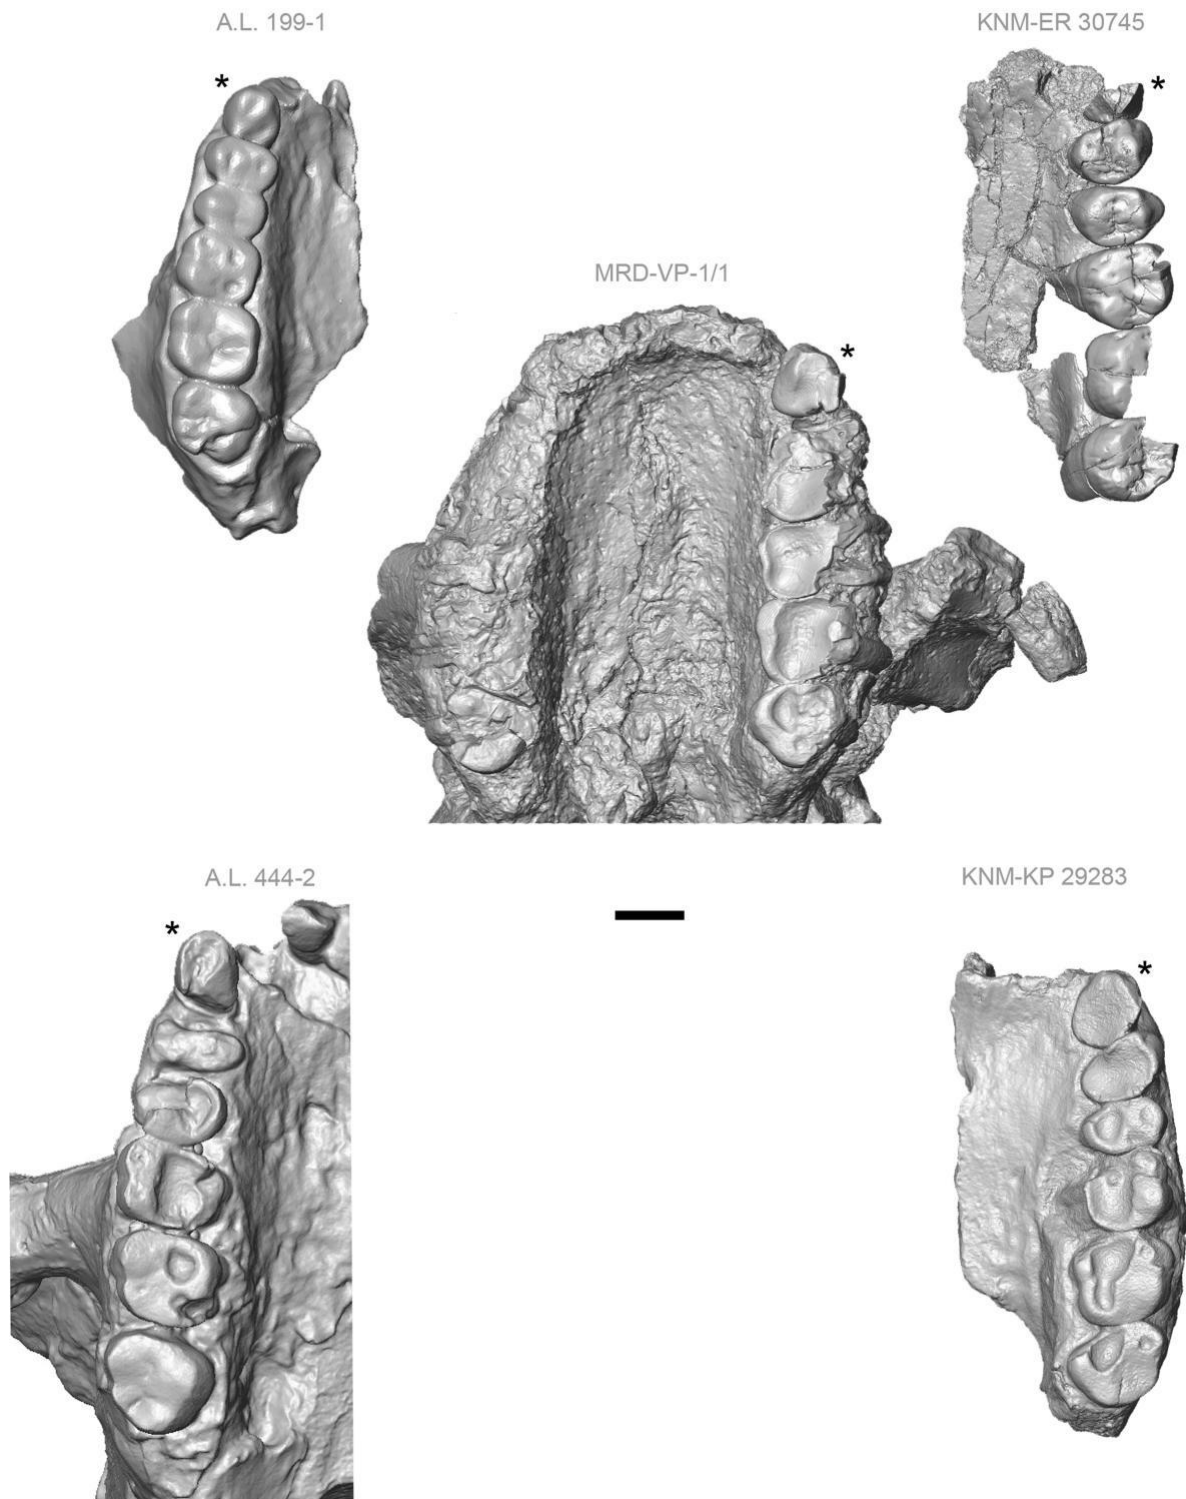 A.L. 199-1
KNM-ER 30745
*
*
MRD-VP-1/1
*
A.L. 444-2
KNM-KP 29283
*
*